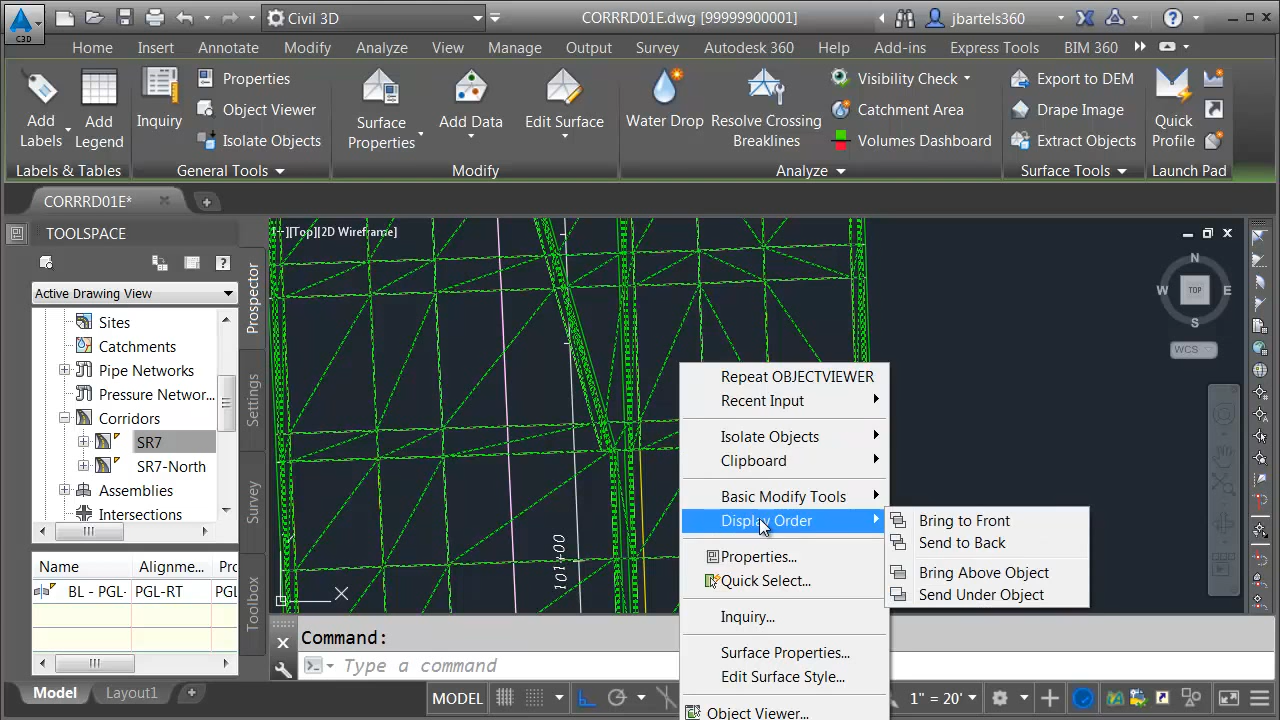 C3D
Civil 3D
CORRRD01E.dwg [99999900001]
jbartels360
Home
Insert
Annotate
Modify
Analyze
View
Manage
Output
Survey
Autodesk 360
Help
Add-ins
Express Tools
BIM 360
Add Labels
Add Legend
Labels & Tables
Inquiry
Properties
Object Viewer
Isolate Objects
General Tools
Surface Properties
Add Data
Edit Surface
Modify
Water Drop
Resolve Crossing Breaklines
Visibility Check
Catchment Area
Volumes Dashboard
Analyze
Export to DEM
Drape Image
Extract Objects
Surface Tools
Quick Profile
Launch Pad
CORRRD01E*
TOOLSPACE
Active Drawing View
Sites
Catchments
Pipe Networks
Pressure Networ...
Corridors
SR7
SR7-North
Assemblies
Intersections
Prospector
Settings
Survey
Toolbox
Name
Alignme...
Prc
BL - PGL-
PGL-RT
PGL
[−][Top][2D Wireframe]
N
W
TOP
E
S
WCS
101+00
Repeat OBJECTVIEWER
Recent Input
Isolate Objects
Clipboard
Basic Modify Tools
Display Order
Properties...
Quick Select...
Inquiry...
Surface Properties...
Edit Surface Style...
Object Viewer...
Bring to Front
Send to Back
Bring Above Object
Send Under Object
Command:
Type a command
Model
Layout1
MODEL
1" = 20'